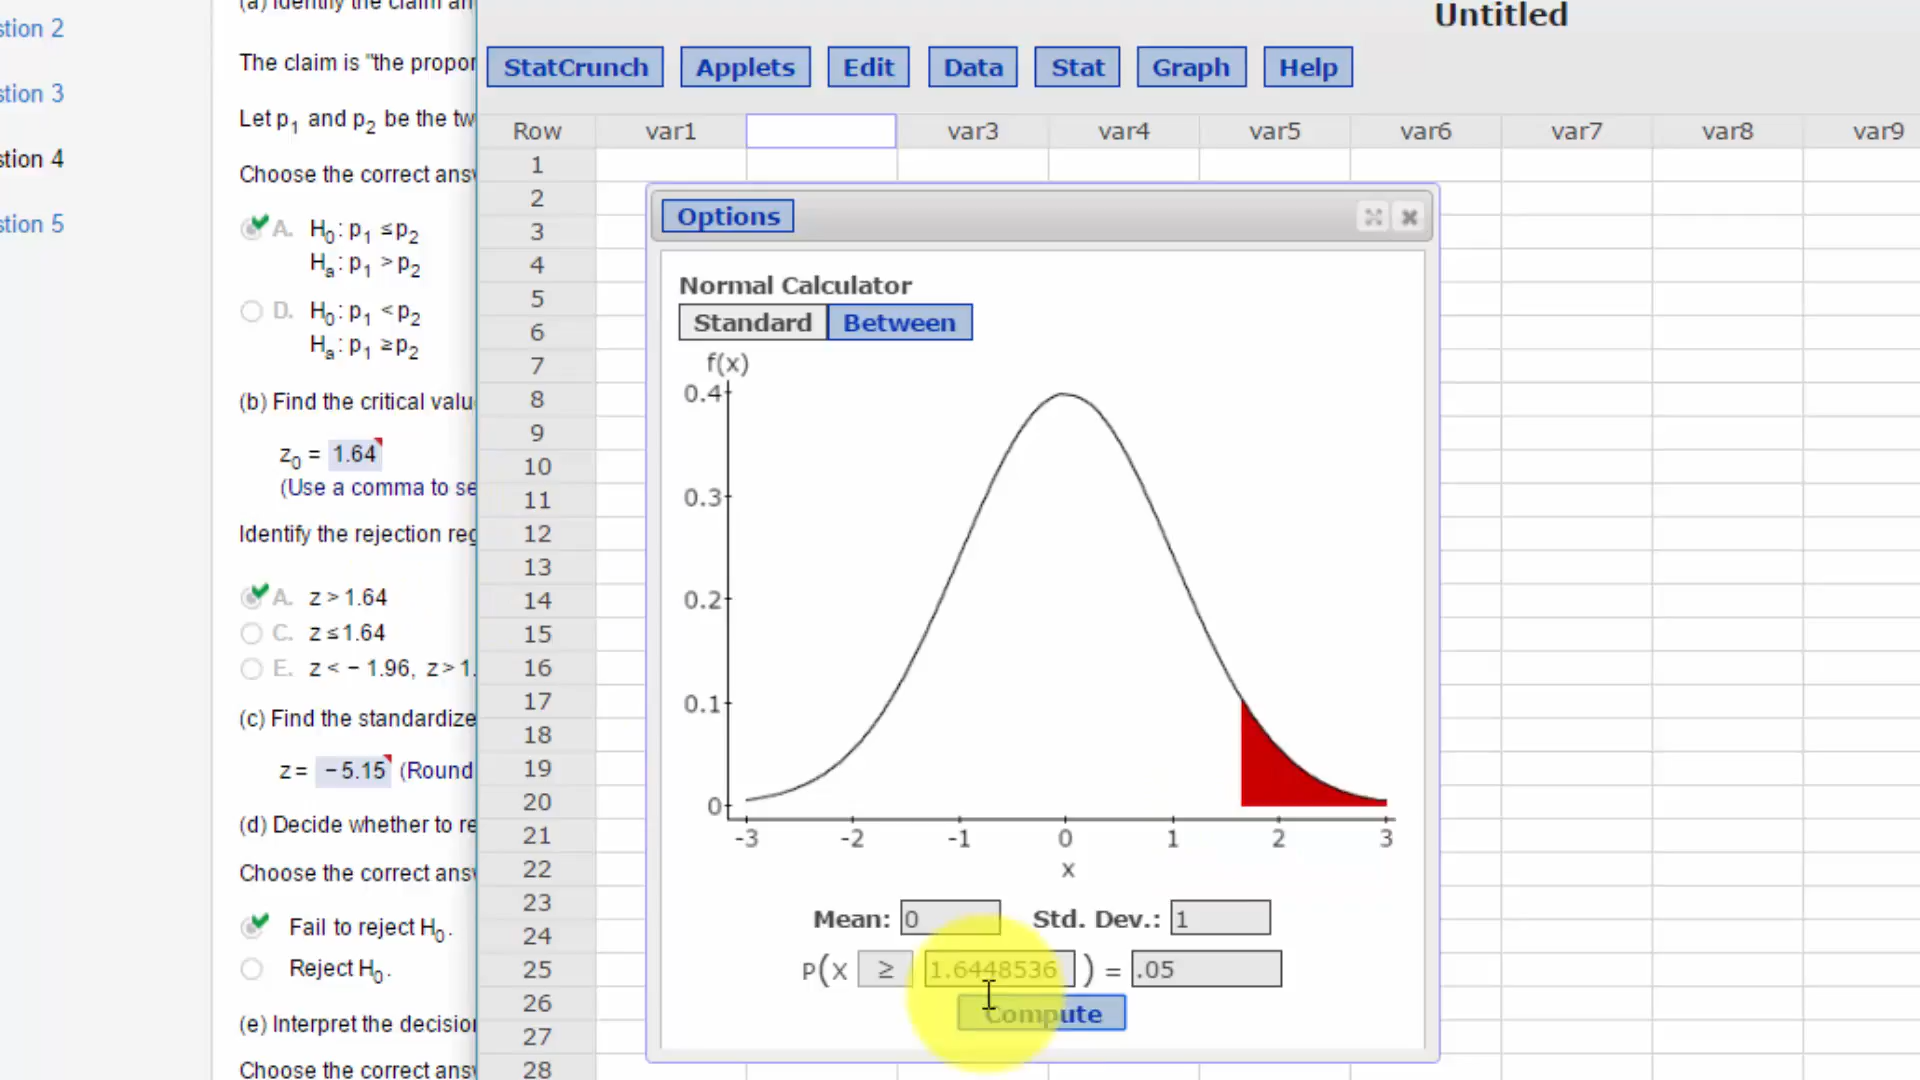 stion 2
stion 3
stion 4
stion 5
(a) Identify the claim an
The claim is "the propor
Let p1 and p2 be the tw
Choose the correct ans
A. H0: p1 ≤ p2
Ha: p1 > p2
D. H0: p1 < p2
Ha: p1 ≥ p2
(b) Find the critical valu
z0 = 1.64
(Use a comma to se
Identify the rejection reg
A. z > 1.64
C. z ≤ 1.64
E. z < − 1.96, z > 1.
(c) Find the standardize
z = − 5.15 (Round
(d) Decide whether to re
Choose the correct ans
Fail to reject H0.
Reject H0.
(e) Interpret the decision
Choose the correct ans
Untitled
StatCrunch Applets Edit Data Stat Graph Help
Row var1 var3 var4 var5 var6 var7 var8 var9
1
2
3
4
5
6
7
8
9
10
11
12
13
14
15
16
17
18
19
20
21
22
23
24
25
26
27
28
Options
Normal Calculator
Standard Between
f(x)
0.4
0.3
0.2
0.1
0
-3 -2 -1 0 1 2 3
x
Mean: 0 Std. Dev.: 1
P(X ≥ 1.6448536 ) = .05
Compute